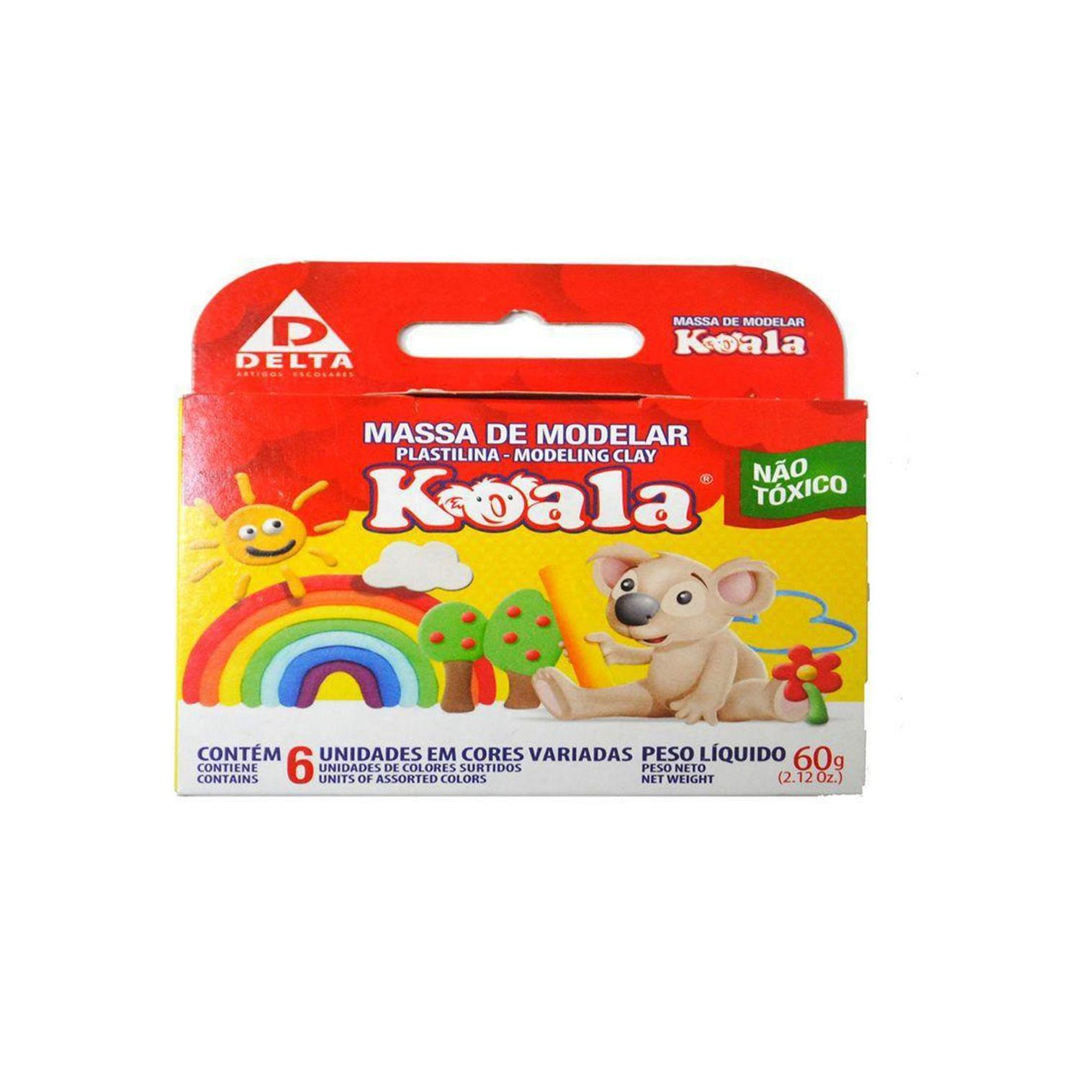 D
DELTA
ARTIGOS ESCOLARES
MASSA DE MODELAR
Koala
MASSA DE MODELAR
PLASTILINA - MODELING CLAY
Koala®
NÃO
TÓXICO
CONTÉM 6 UNIDADES EM CORES VARIADAS
CONTIENE UNIDADES DE COLORES SURTIDOS
CONTAINS UNITS OF ASSORTED COLORS
PESO LÍQUIDO 60g
PESO NETO
NET WEIGHT (2.12 Oz.)